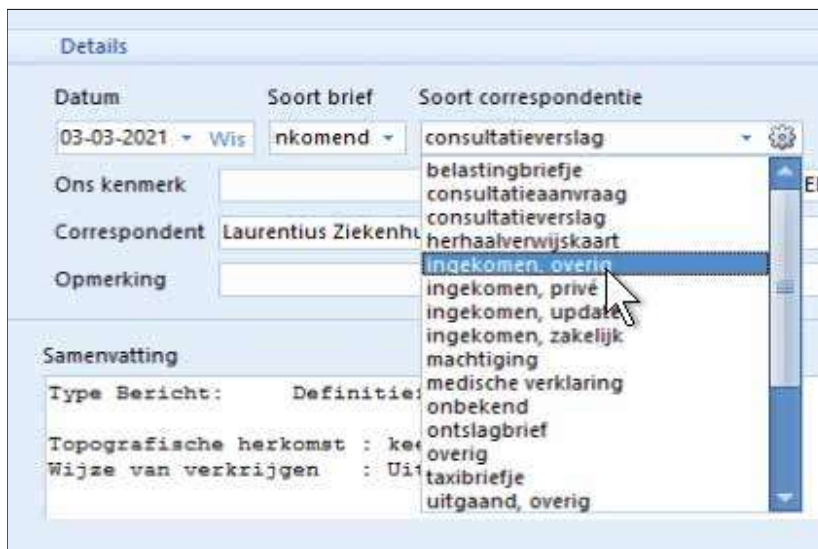 Details
Datum Soort brief Soort correspondentie
03-03-2021 Wis nkomend consultatieverslag
belastingbriefje
Ons kenmerk
consultatieaanvraag
consultatieverslag
Correspondent Laurentius Ziekenhu
herhaalverwijskaart
ingekomen, overig
Opmerking
ingekomen, privé
ingekomen, update
ingekomen, zakelijk
Samenvatting
machtiging
Type Bericht: Definitie
medische verklaring
onbekend
ontslagbrief
Topografische herkomst : kee
overig
Wijze van verkrijgen : Uit
taxibriefje
uitgaand, overig